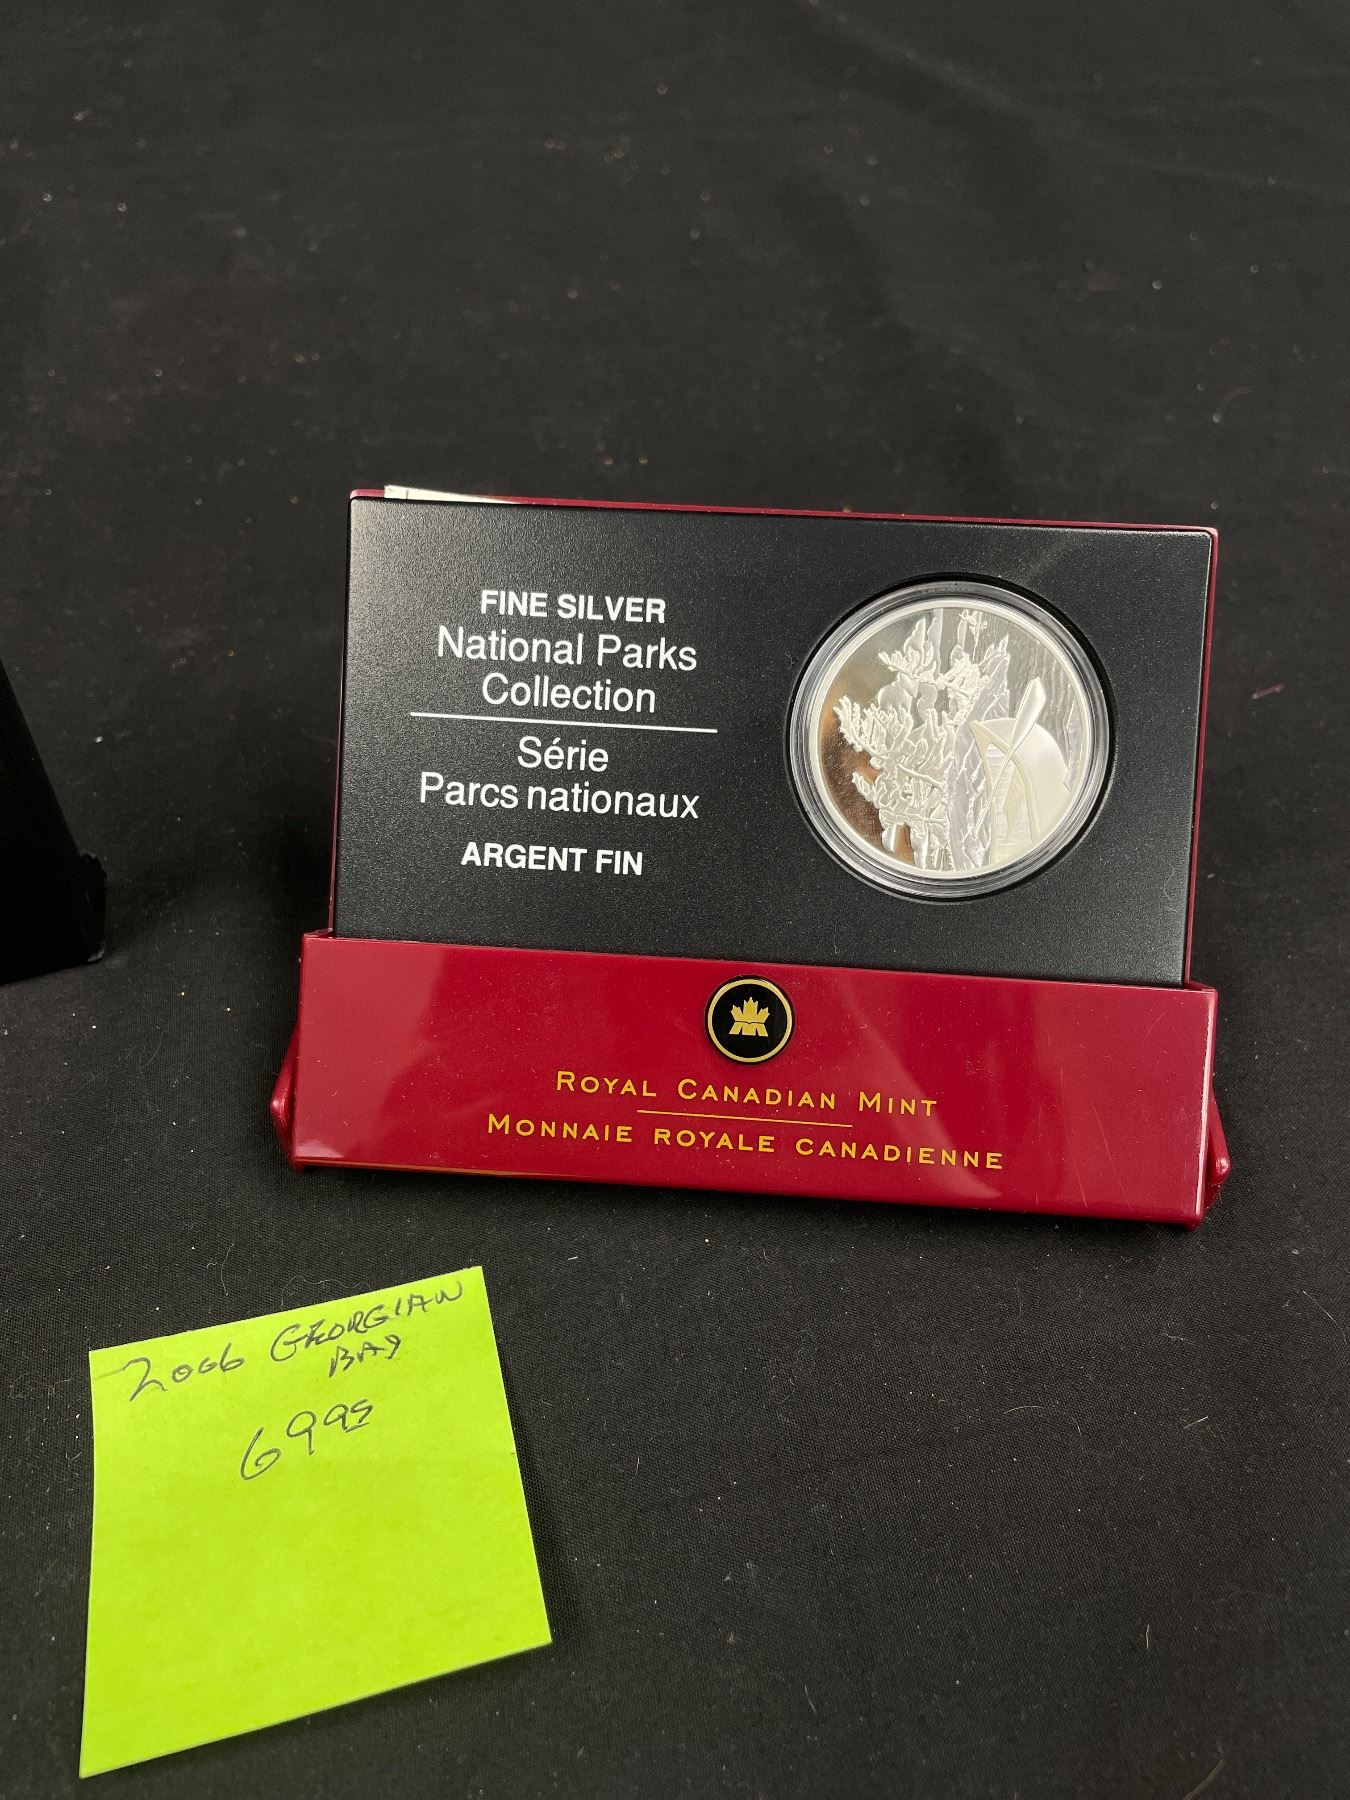 FINE SILVER
National Parks
Collection
Série
Parcs nationaux
ARGENT FIN
ROYAL CANADIAN MINT
MONNAIE ROYALE CANADIENNE
2006 GEORGIAN
BAY
6995